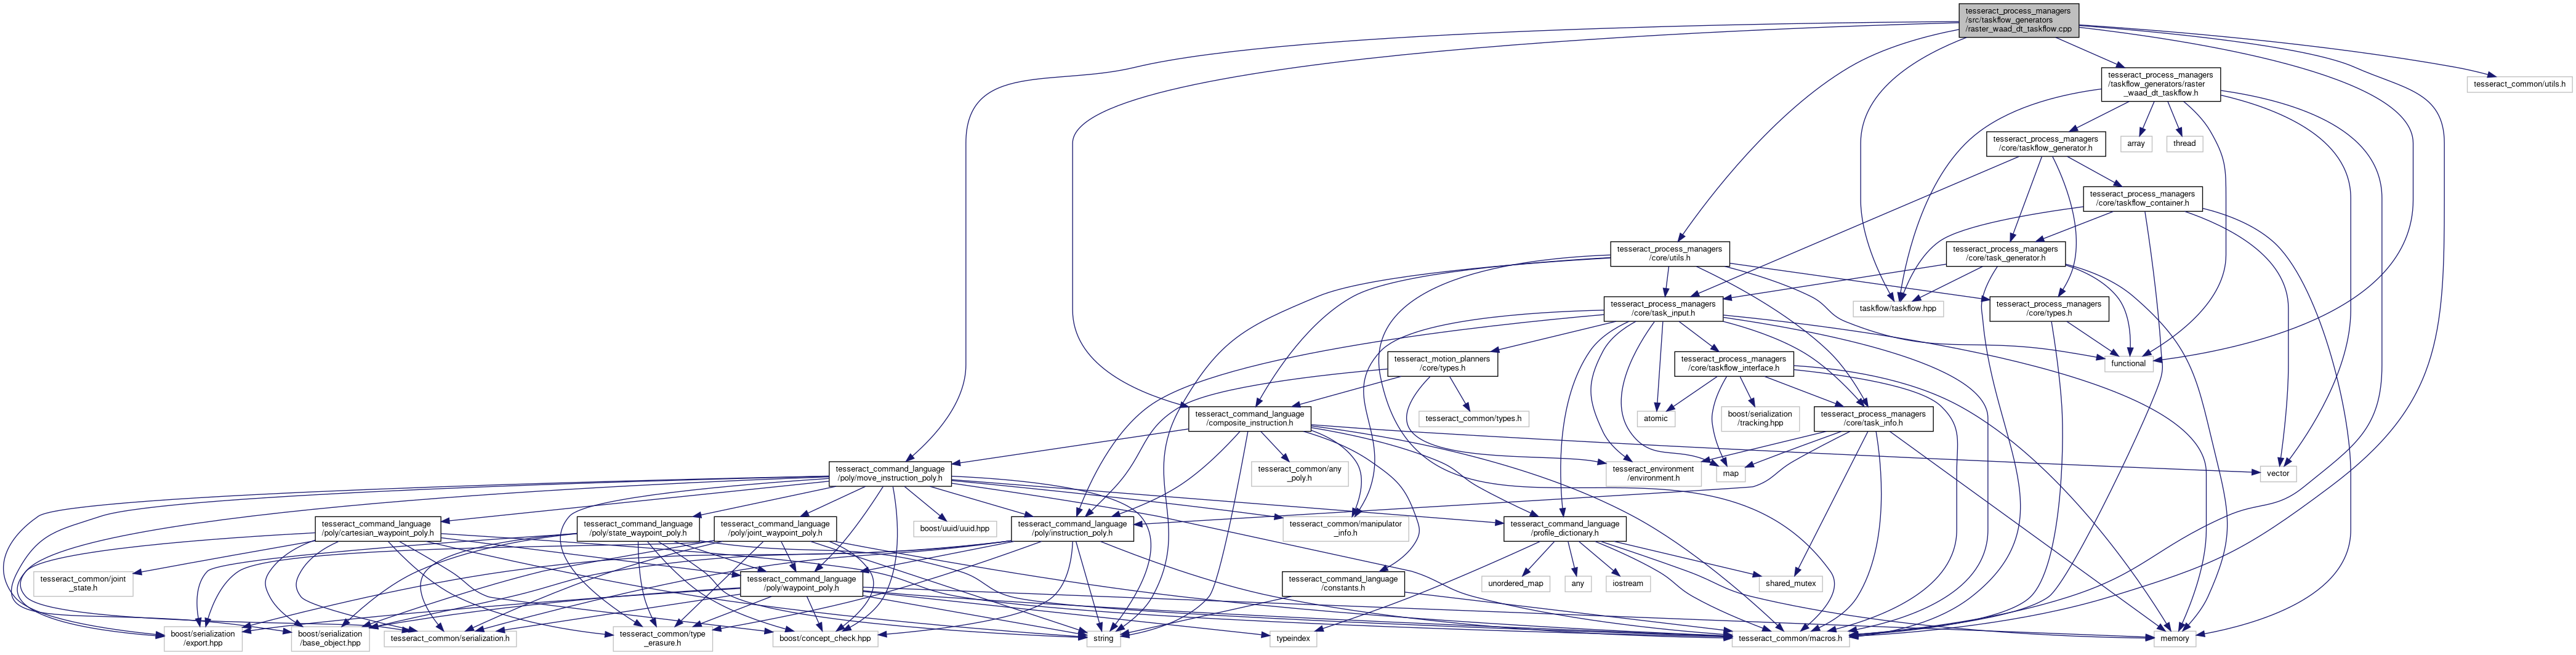 tesseract_process_managers
/src/taskflow_generators
/raster_waad_dt_taskflow.cpp
tesseract_process_managers
/taskflow_generators/raster
_waad_dt_taskflow.h
tesseract_common/utils.h
tesseract_process_managers
/core/taskflow_generator.h
array
thread
tesseract_process_managers
/core/taskflow_container.h
tesseract_process_managers
/core/utils.h
tesseract_process_managers
/core/task_generator.h
tesseract_process_managers
/core/task_input.h
taskflow/taskflow.hpp
tesseract_process_managers
/core/types.h
tesseract_motion_planners
/core/types.h
tesseract_process_managers
/core/taskflow_interface.h
functional
tesseract_command_language
/composite_instruction.h
tesseract_common/types.h
atomic
boost/serialization
/tracking.hpp
tesseract_process_managers
/core/task_info.h
tesseract_command_language
/poly/move_instruction_poly.h
tesseract_common/any
_poly.h
tesseract_environment
/environment.h
map
vector
tesseract_command_language
/poly/cartesian_waypoint_poly.h
tesseract_command_language
/poly/state_waypoint_poly.h
tesseract_command_language
/poly/joint_waypoint_poly.h
boost/uuid/uuid.hpp
tesseract_command_language
/poly/instruction_poly.h
tesseract_common/manipulator
_info.h
tesseract_command_language
/profile_dictionary.h
tesseract_common/joint
_state.h
tesseract_command_language
/poly/waypoint_poly.h
tesseract_command_language
/constants.h
unordered_map
any
iostream
shared_mutex
boost/serialization
/export.hpp
boost/serialization
/base_object.hpp
tesseract_common/serialization.h
tesseract_common/type
_erasure.h
boost/concept_check.hpp
string
typeindex
tesseract_common/macros.h
memory